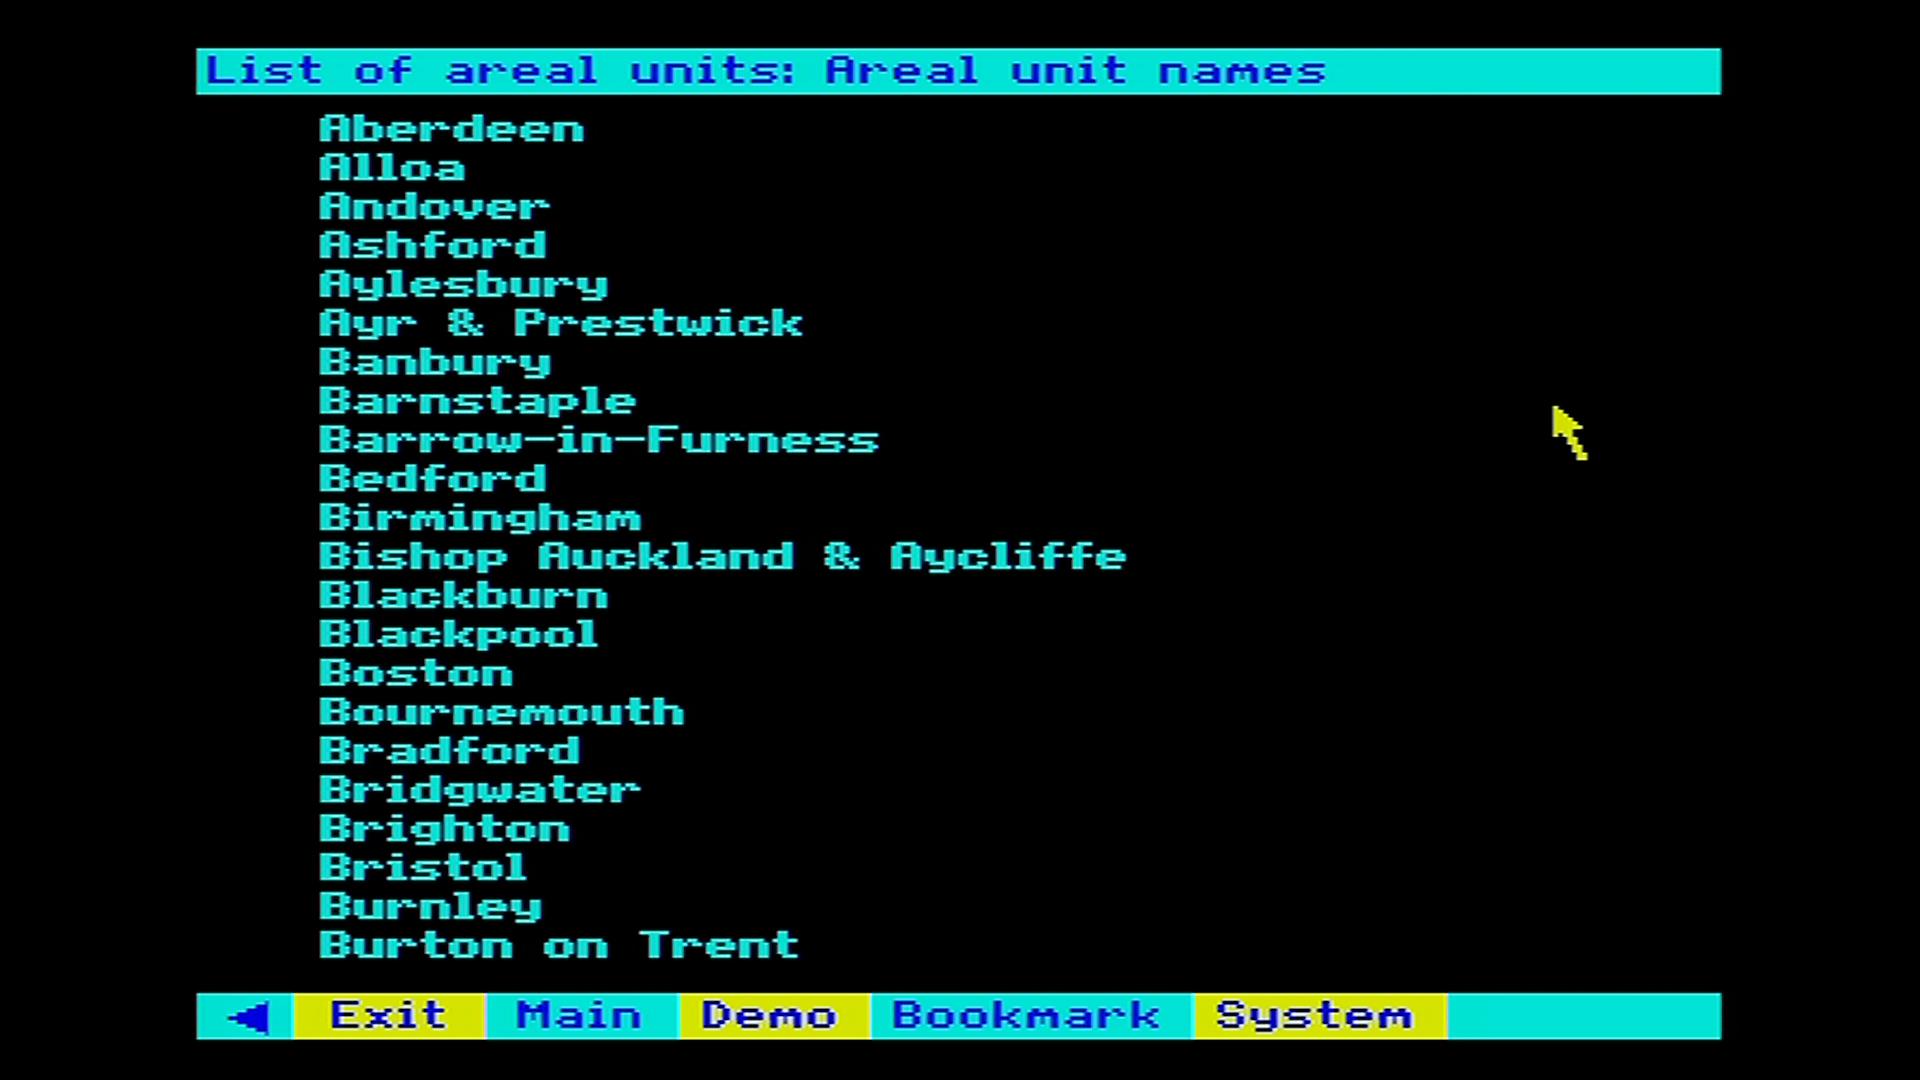 List of areal units: Areal unit names
Aberdeen
Alloa
Andover
Ashford
Aylesbury
Ayr & Prestwick
Banbury
Barnstaple
Barrow-in-Furness
Bedford
Birmingham
Bishop Auckland & Aycliffe
Blackburn
Blackpool
Boston
Bournemouth
Bradford
Bridgwater
Brighton
Bristol
Burnley
Burton on Trent
Exit Main Demo Bookmark System